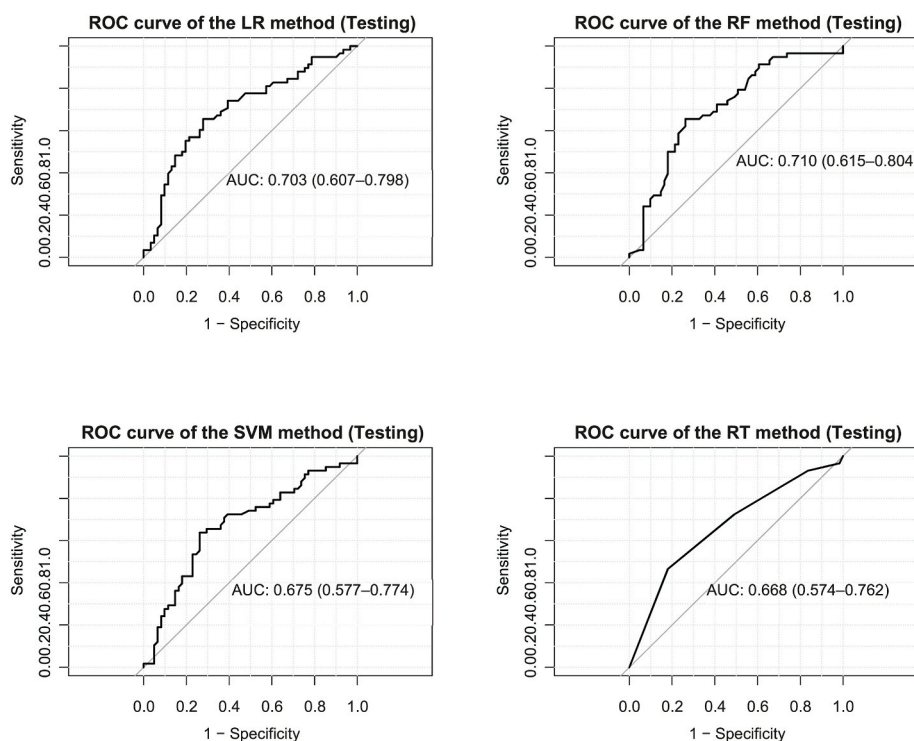 ROC curve of the LR method (Testing)
Sensitivity
0.00.20.40.60.81.0
AUC: 0.703 (0.607–0.798)
0.0 0.2 0.4 0.6 0.8 1.0
1 − Specificity
ROC curve of the RF method (Testing)
Sensitivity
0.00.20.40.60.81.0
AUC: 0.710 (0.615–0.804
0.0 0.2 0.4 0.6 0.8 1.0
1 − Specificity
ROC curve of the SVM method (Testing)
Sensitivity
0.00.20.40.60.81.0
AUC: 0.675 (0.577–0.774)
0.0 0.2 0.4 0.6 0.8 1.0
1 − Specificity
ROC curve of the RT method (Testing)
Sensitivity
0.00.20.40.60.81.0
AUC: 0.668 (0.574–0.762)
0.0 0.2 0.4 0.6 0.8 1.0
1 − Specificity